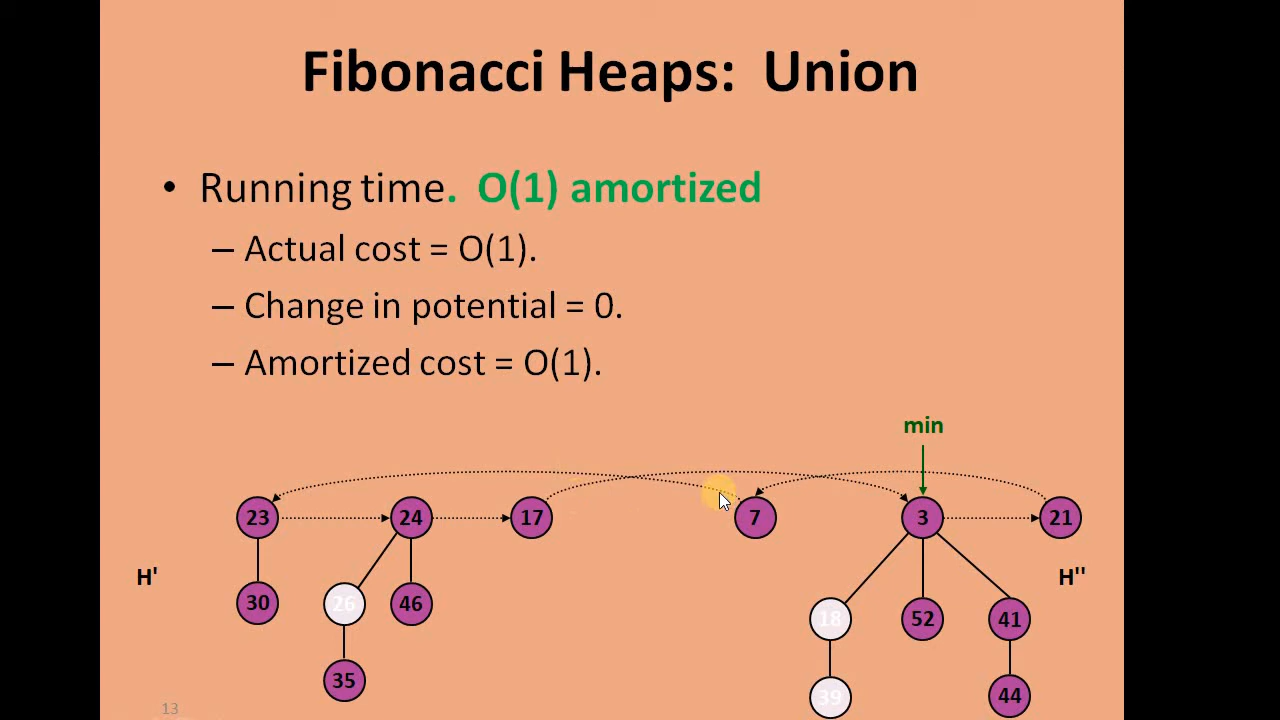 Fibonacci Heaps: Union
• Running time. O(1) amortized
– Actual cost = O(1).
– Change in potential = 0.
– Amortized cost = O(1).
min
23 24 17 7 3 21
H' H''
30 26 46 18 52 41
35 39 44
13